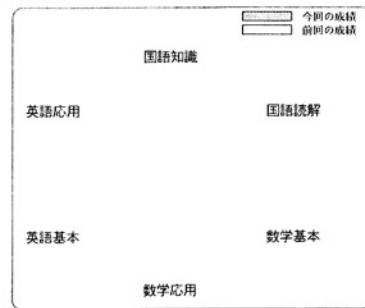 今回の成績
前回の成績
国語知識
英語応用
国語読解
英語基本
数学基本
数学応用